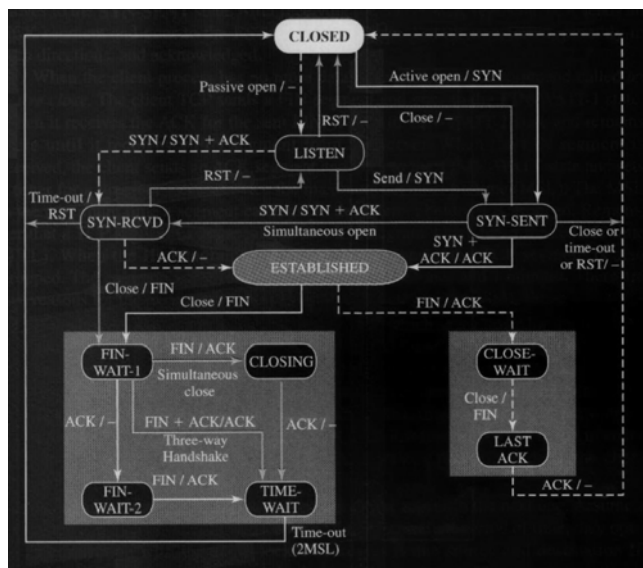 CLOSED
Passive open / –
Active open / SYN
RST / –
Close / –
SYN / SYN + ACK
LISTEN
Time-out /
RST
RST / –
Send / SYN
SYN-RCVD
SYN / SYN + ACK
Simultaneous open
SYN-SENT
Close or
time-out
or RST / –
ACK / –
ESTABLISHED
SYN +
ACK / ACK
Close / FIN
Close / FIN
FIN / ACK
FIN-
WAIT-1
FIN / ACK
Simultaneous
close
CLOSING
CLOSE-
WAIT
ACK / –
FIN + ACK/ACK
Three-way
Handshake
ACK / –
Close /
FIN
LAST
ACK
FIN-
WAIT-2
FIN / ACK
TIME-
WAIT
ACK / –
Time-out
(2MSL)